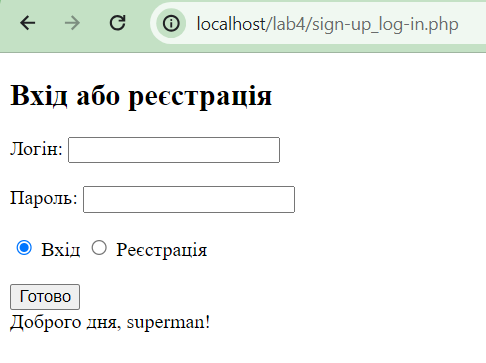 localhost/lab4/sign-up_log-in.php
Вхід або реєстрація
Логін:
Пароль:
Вхід Реєстрація
Готово
Доброго дня, superman!